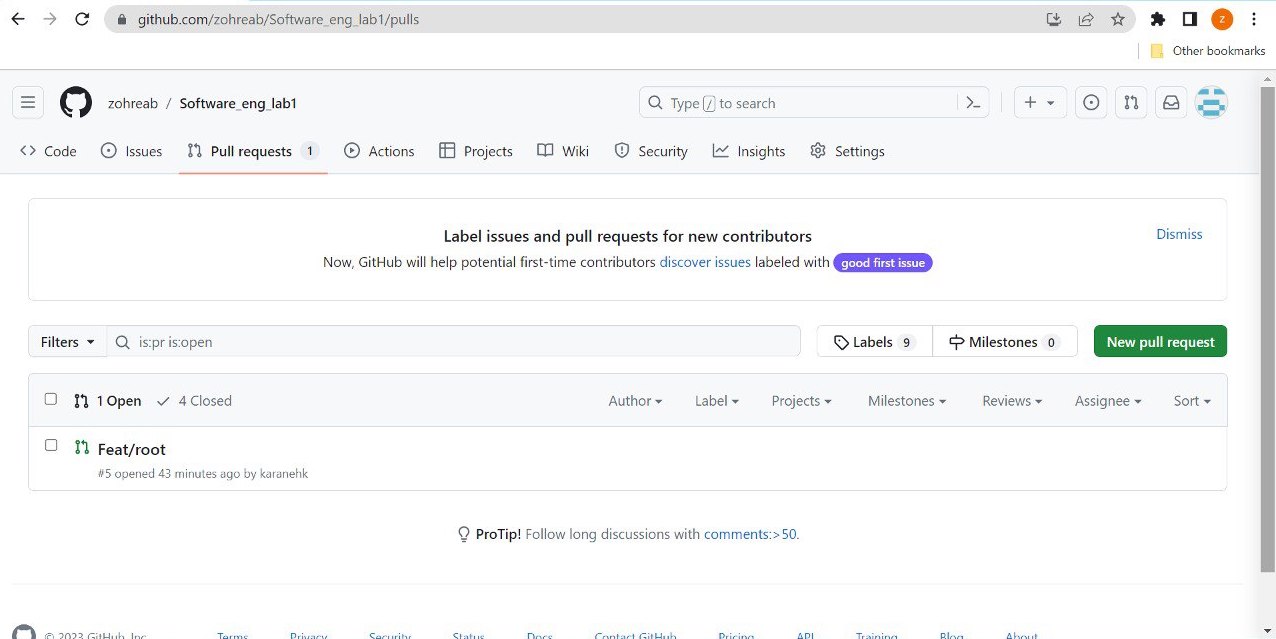 github.com/zohreab/Software_eng_lab1/pulls
Z
Other bookmarks
zohreab / Software_eng_lab1
Type / to search
Code Issues Pull requests 1 Actions Projects Wiki Security Insights Settings
Label issues and pull requests for new contributors
Dismiss
Now, GitHub will help potential first-time contributors discover issues labeled with good first issue
Filters is:pr is:open Labels 9 Milestones 0 New pull request
1 Open 4 Closed Author Label Projects Milestones Reviews Assignee Sort
Feat/root
#5 opened 43 minutes ago by karanehk
ProTip! Follow long discussions with comments:>50.
© 2023 GitHub, Inc. Terms Privacy Security Status Docs Contact GitHub Pricing API Training Blog About